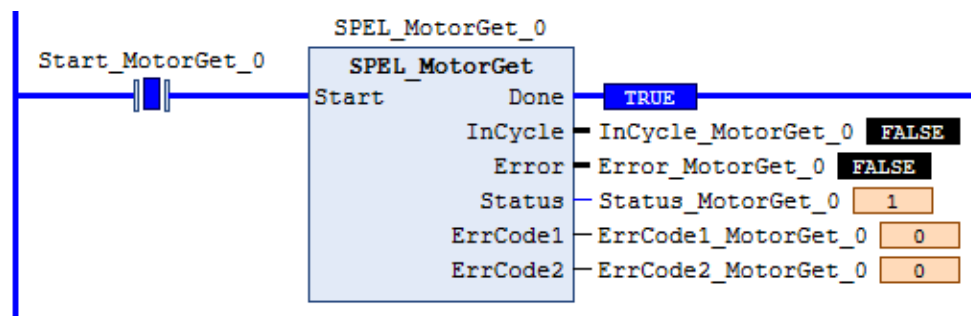 SPEL_MotorGet_0
Start_MotorGet_0
SPEL_MotorGet
Start Done TRUE
InCycle InCycle_MotorGet_0 FALSE
Error Error_MotorGet_0 FALSE
Status Status_MotorGet_0 1
ErrCode1 ErrCode1_MotorGet_0 0
ErrCode2 ErrCode2_MotorGet_0 0